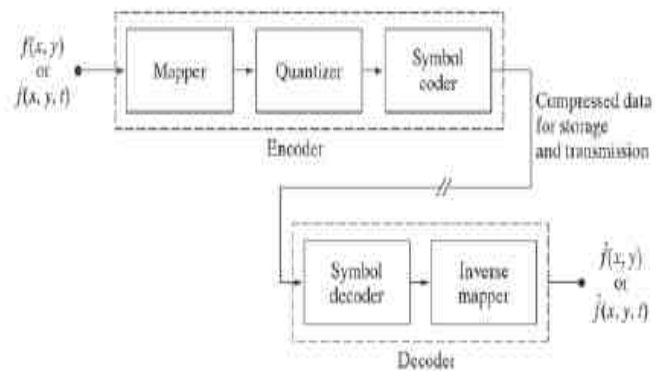 f(x, y)
or
f(x, y, t)
Mapper
Quantizer
Symbol
coder
Encoder
Compressed data
for storage
and transmission
Symbol
decoder
Inverse
mapper
Decoder
f̂(x, y)
or
f̂(x, y, t)